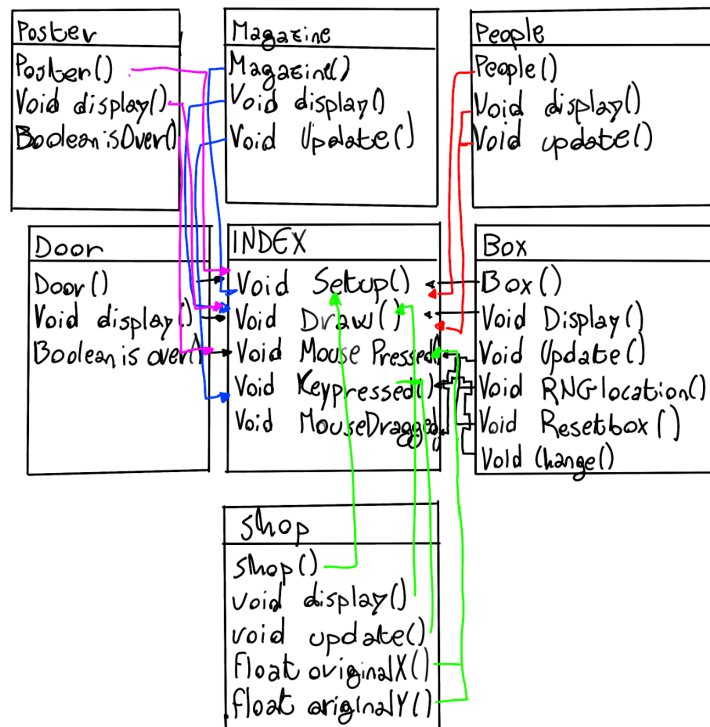 Poster
Poster()
Void display()
Boolean isOver()
Magazine
Magazine()
Void display()
Void Update()
People
People()
Void display()
Void update()
Door
Door()
Void display()
Boolean is over()
INDEX
Void Setup()
Void Draw()
Void Mouse Pressed()
Void Keypressed()
Void MouseDragged()
Box
Box()
Void Display()
Void Update()
Void RNGlocation()
Void Resetbox()
Void Change()
Shop
Shop()
void display()
void update()
float originalX()
float originalY()